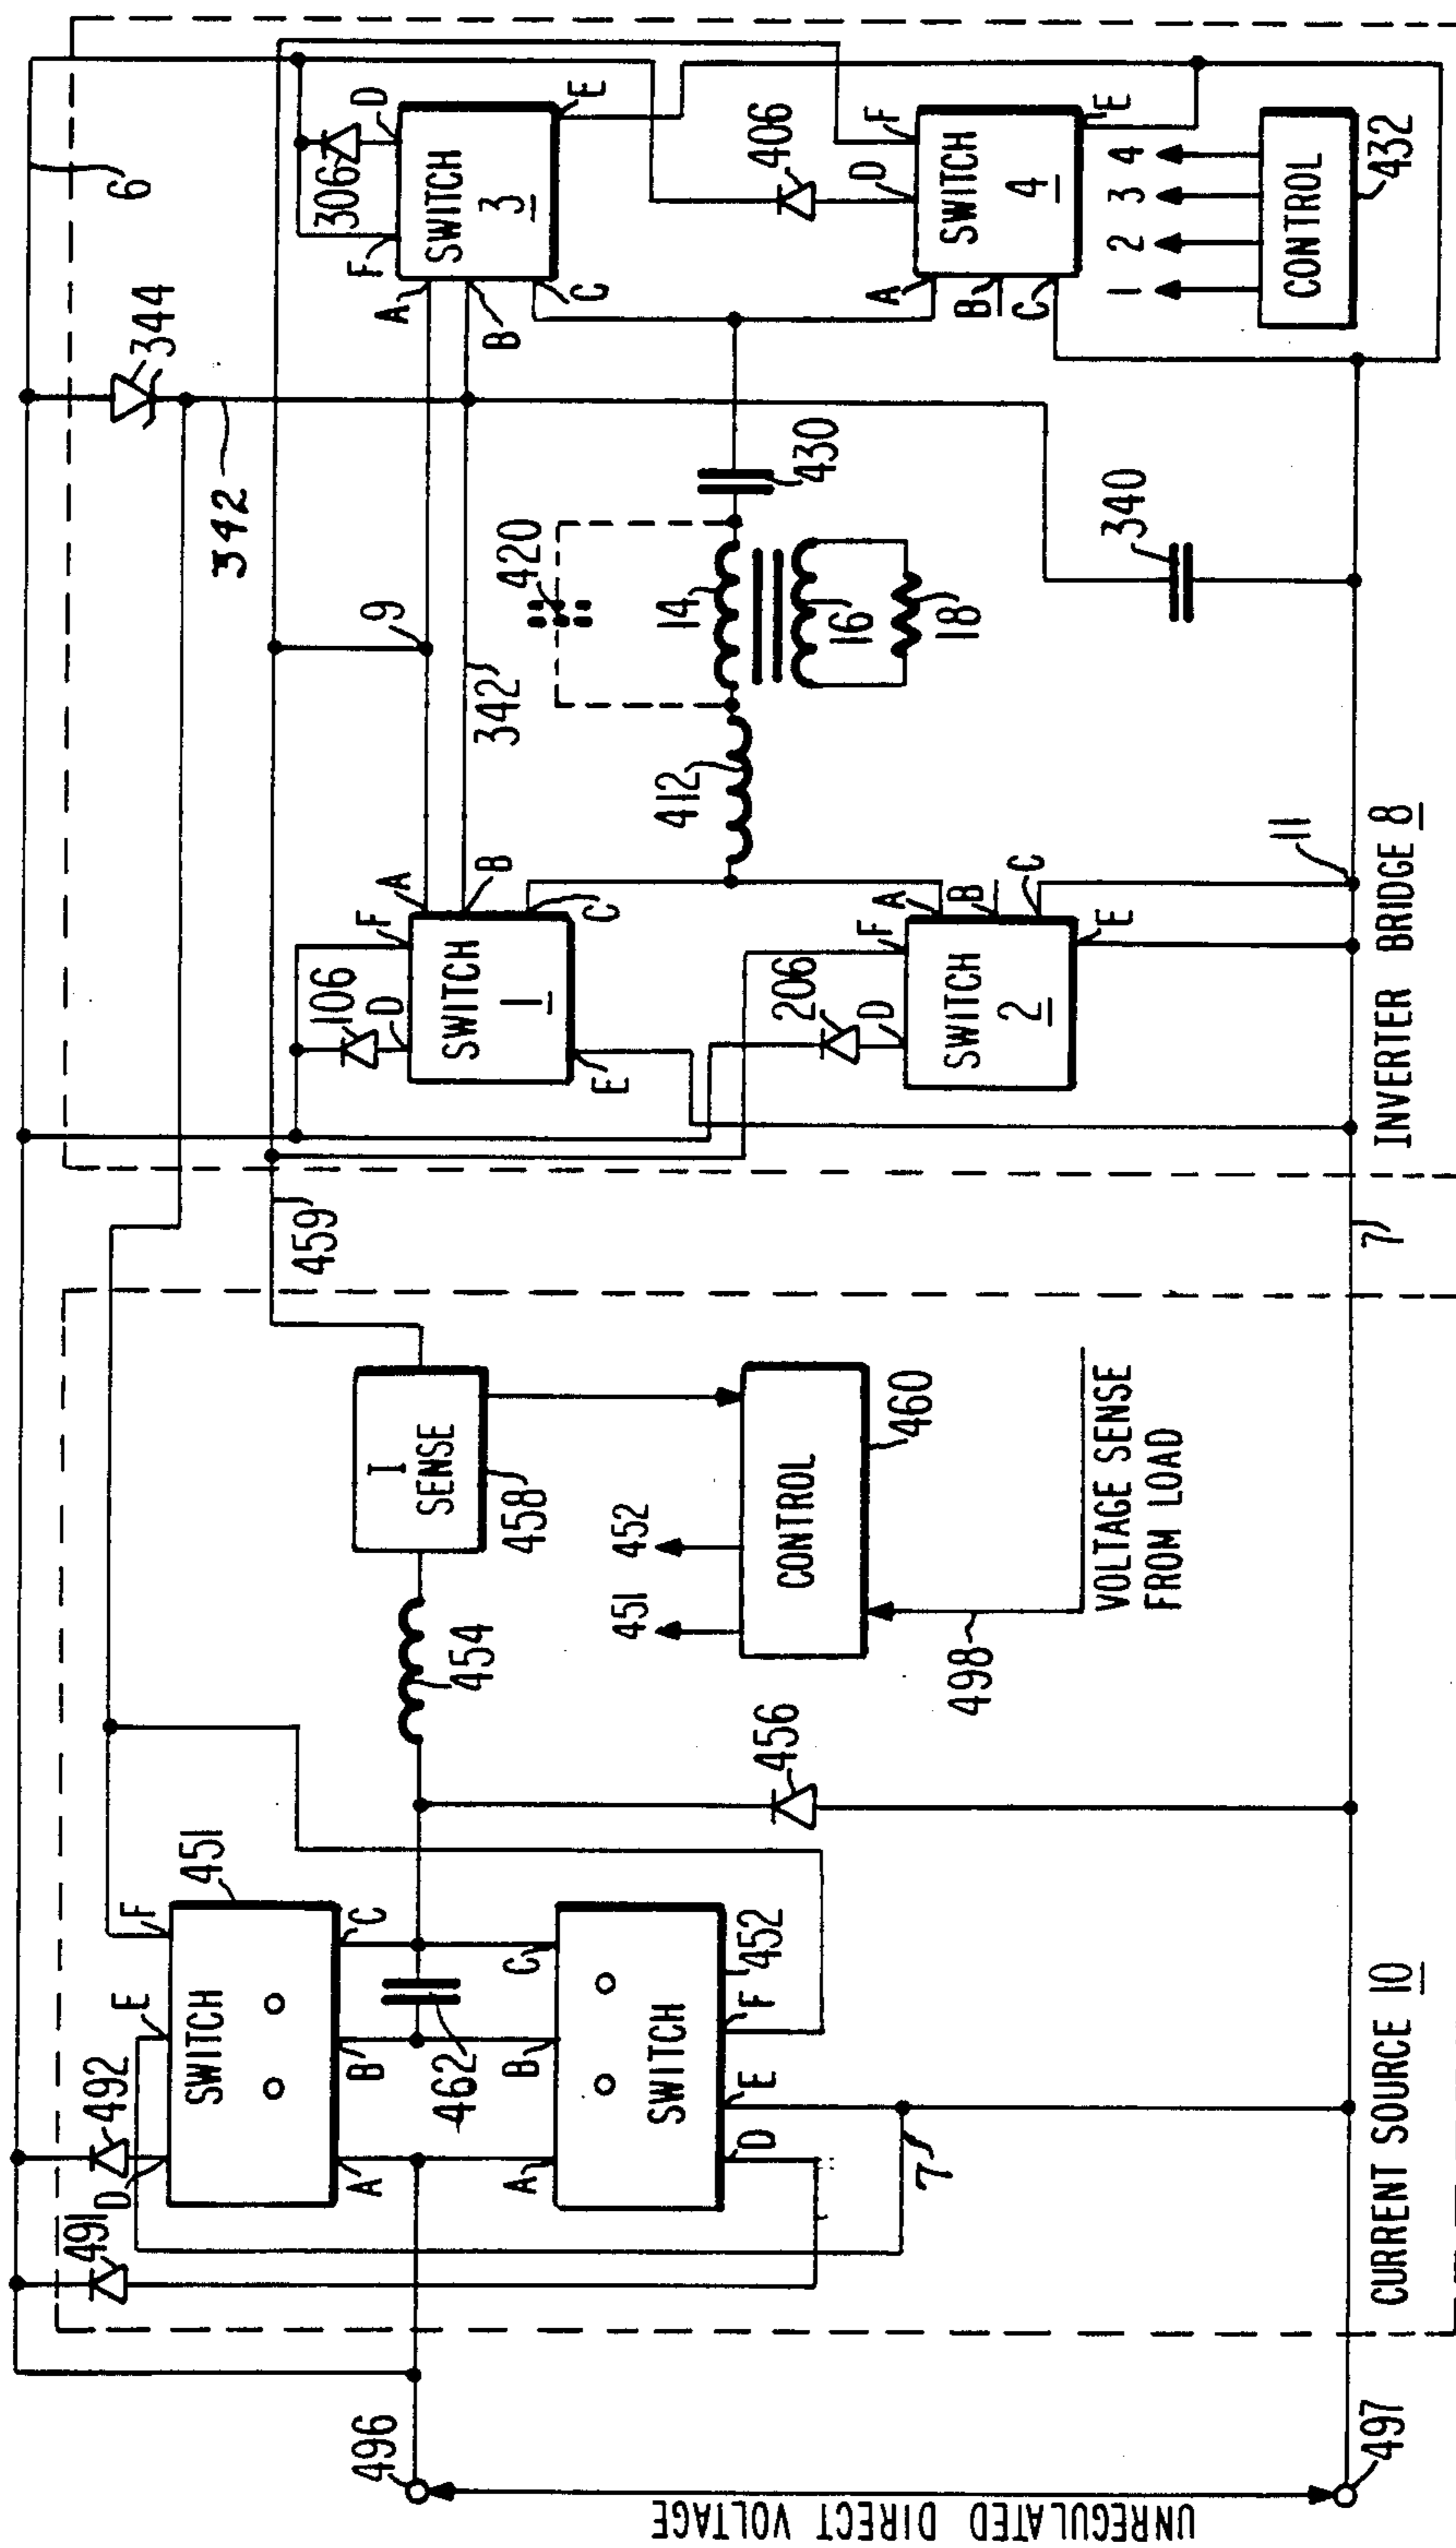 UNREGULATED DIRECT VOLTAGE
496
497
491
492
D
E
F
451
SWITCH
A
B
C
462
A
B
C
SWITCH
D
E
F
452
7
CURRENT SOURCE 10
456
454
I
SENSE
458
451
452
CONTROL
460
498
VOLTAGE SENSE
FROM LOAD
459
7
6
344
342
9
342
106
D
F
SWITCH
1
A
B
C
E
206
D
F
SWITCH
2
A
B
C
E
11
412
420
14
16
18
430
340
306
D
F
SWITCH
3
A
B
C
E
406
D
F
SWITCH
4
A
B
C
E
1 2 3 4
CONTROL
432
INVERTER BRIDGE 8